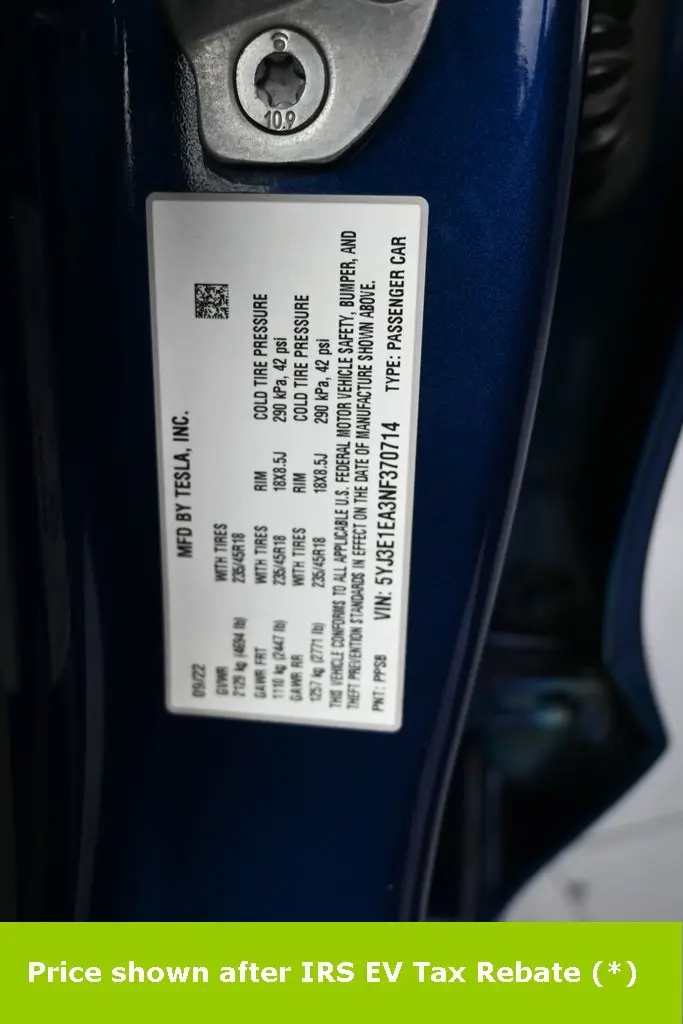 10.9
MFD BY TESLA, INC.
09/22
GVWR WITH TIRES
2129 kg (4694 lb) 235/45R18
GAWR FRT WITH TIRES RIM COLD TIRE PRESSURE
1110 kg (2447 lb) 235/45R18 18X8.5J 290 kPa, 42 psi
GAWR RR WITH TIRES RIM COLD TIRE PRESSURE
1257 kg (2771 lb) 235/45R18 18X8.5J 290 kPa, 42 psi
THIS VEHICLE CONFORMS TO ALL APPLICABLE U.S. FEDERAL MOTOR VEHICLE SAFETY, BUMPER, AND
THEFT PREVENTION STANDARDS IN EFFECT ON THE DATE OF MANUFACTURE SHOWN ABOVE.
PNT: PPSB VIN: 5YJ3E1EA3NF370714 TYPE: PASSENGER CAR
Price shown after IRS EV Tax Rebate (*)